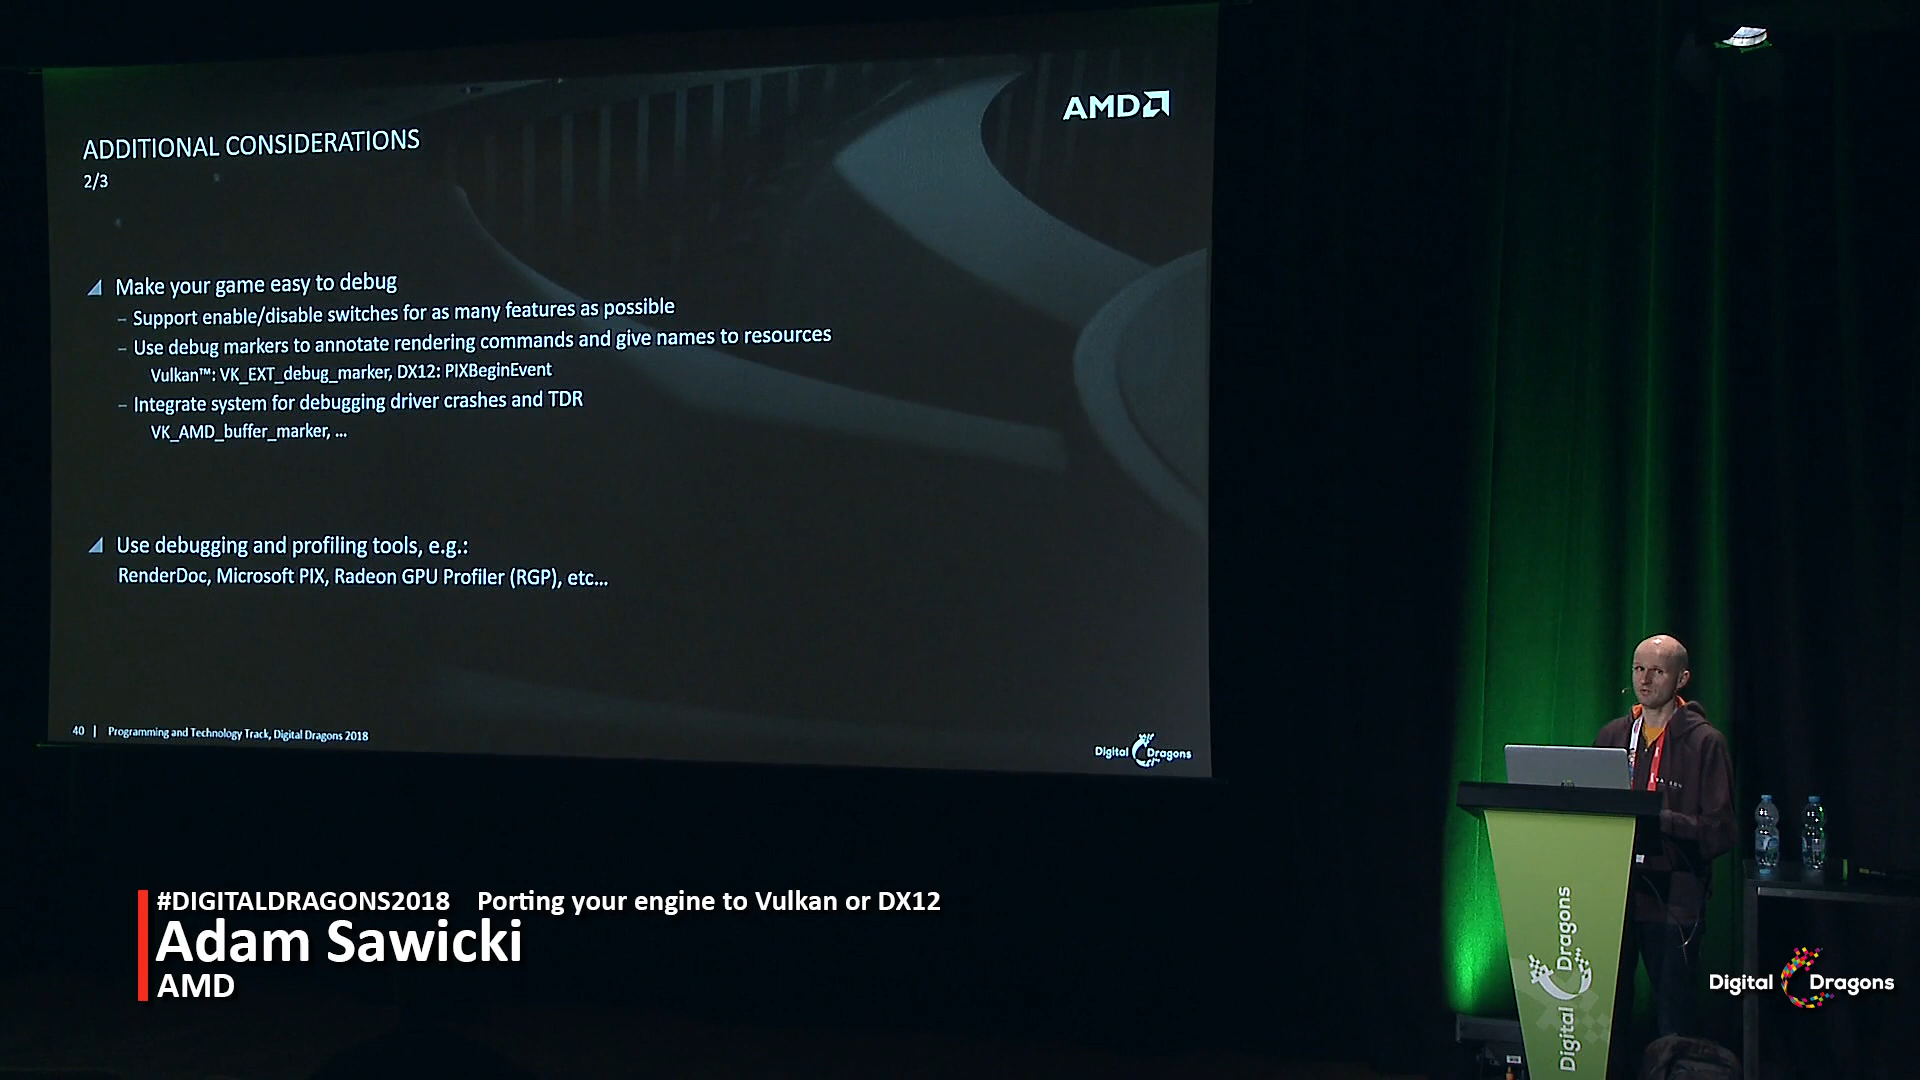 AMD
ADDITIONAL CONSIDERATIONS
2/3
Make your game easy to debug
– Support enable/disable switches for as many features as possible
– Use debug markers to annotate rendering commands and give names to resources
Vulkan™: VK_EXT_debug_marker, DX12: PIXBeginEvent
– Integrate system for debugging driver crashes and TDR
VK_AMD_buffer_marker, ...
Use debugging and profiling tools, e.g.:
RenderDoc, Microsoft PIX, Radeon GPU Profiler (RGP), etc...
40 | Programming and Technology Track, Digital Dragons 2018
Digital Dragons
#DIGITALDRAGONS2018 Porting your engine to Vulkan or DX12
Adam Sawicki
AMD
Digital Dragons
Digital Dragons
Digital